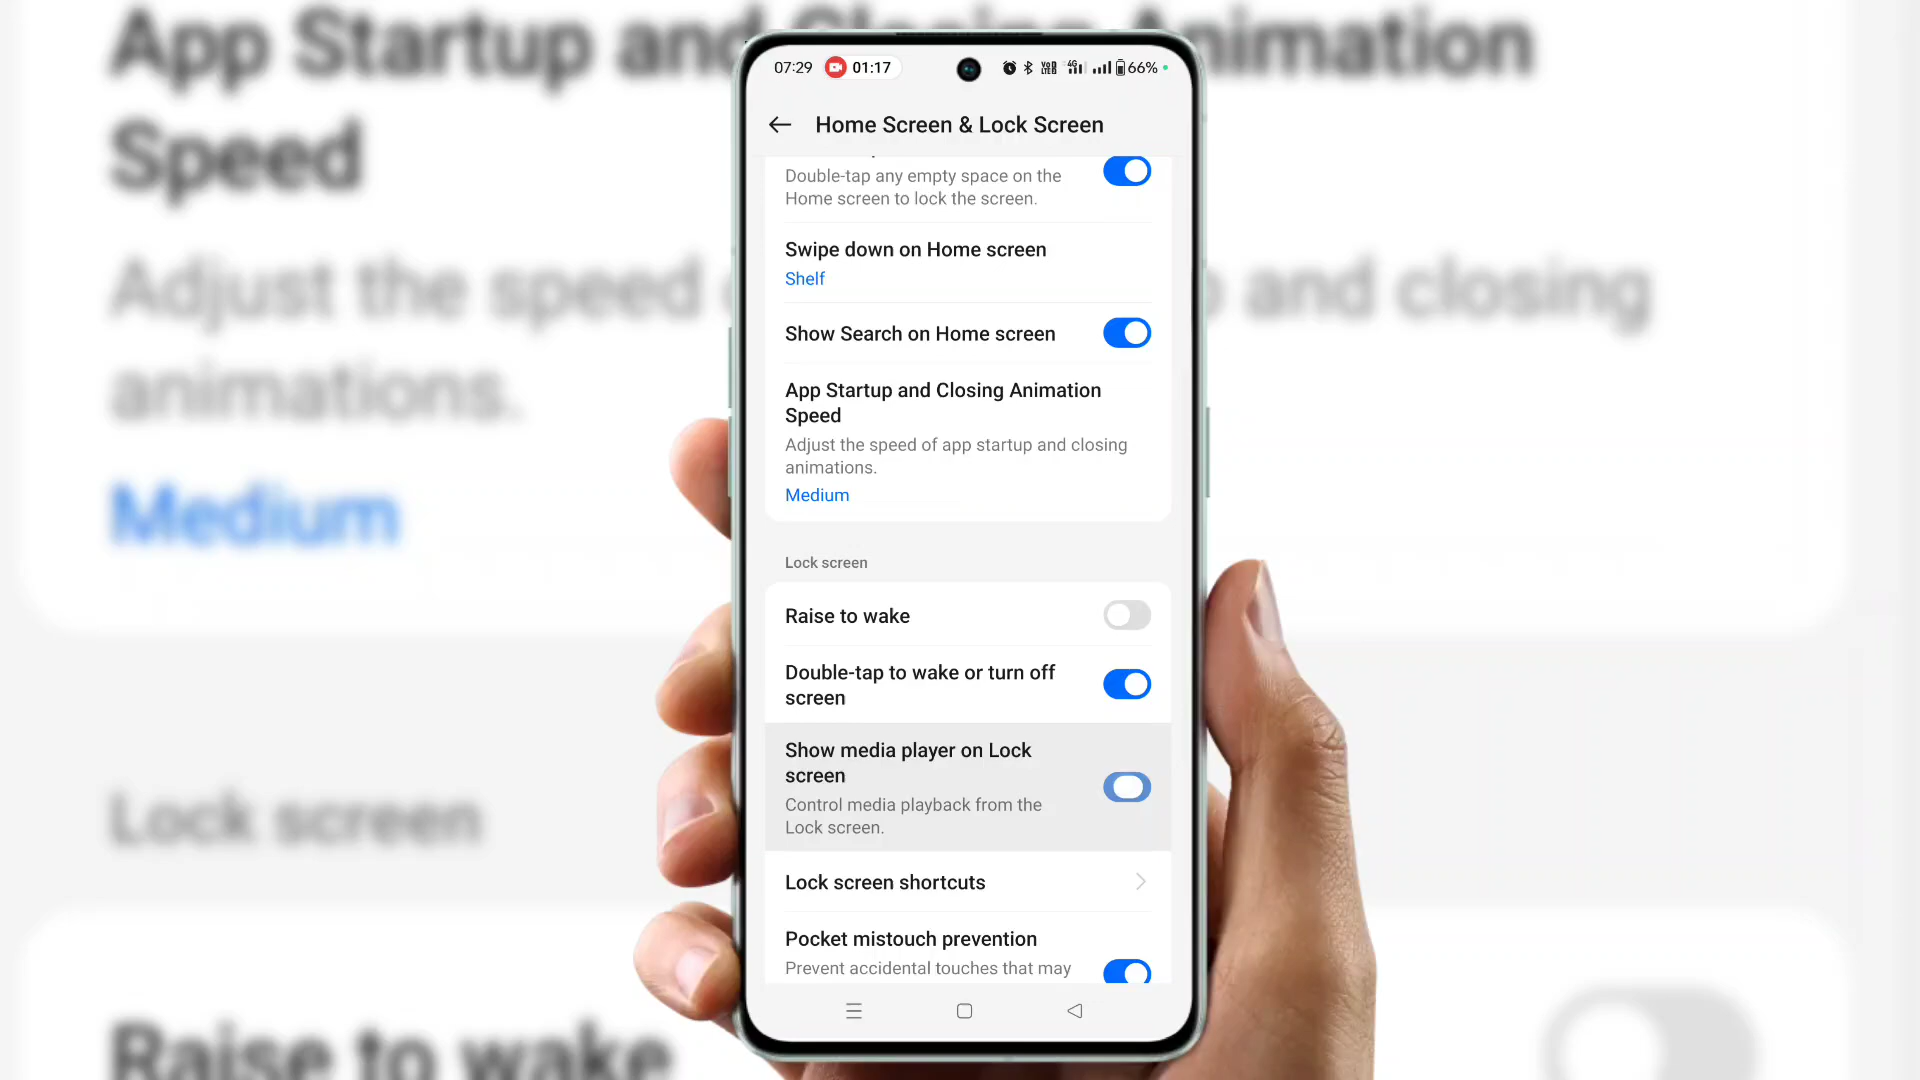 App Startup and Closing Animation
Speed
Adjust the speed and closing
animations.
Medium
Lock screen
Raise to wake
07:29 01:17 4G 66%
Home Screen & Lock Screen
Double-tap any empty space on the
Home screen to lock the screen.
Swipe down on Home screen
Shelf
Show Search on Home screen
App Startup and Closing Animation
Speed
Adjust the speed of app startup and closing
animations.
Medium
Lock screen
Raise to wake
Double-tap to wake or turn off
screen
Show media player on Lock
screen
Control media playback from the
Lock screen.
Lock screen shortcuts
Pocket mistouch prevention
Prevent accidental touches that may